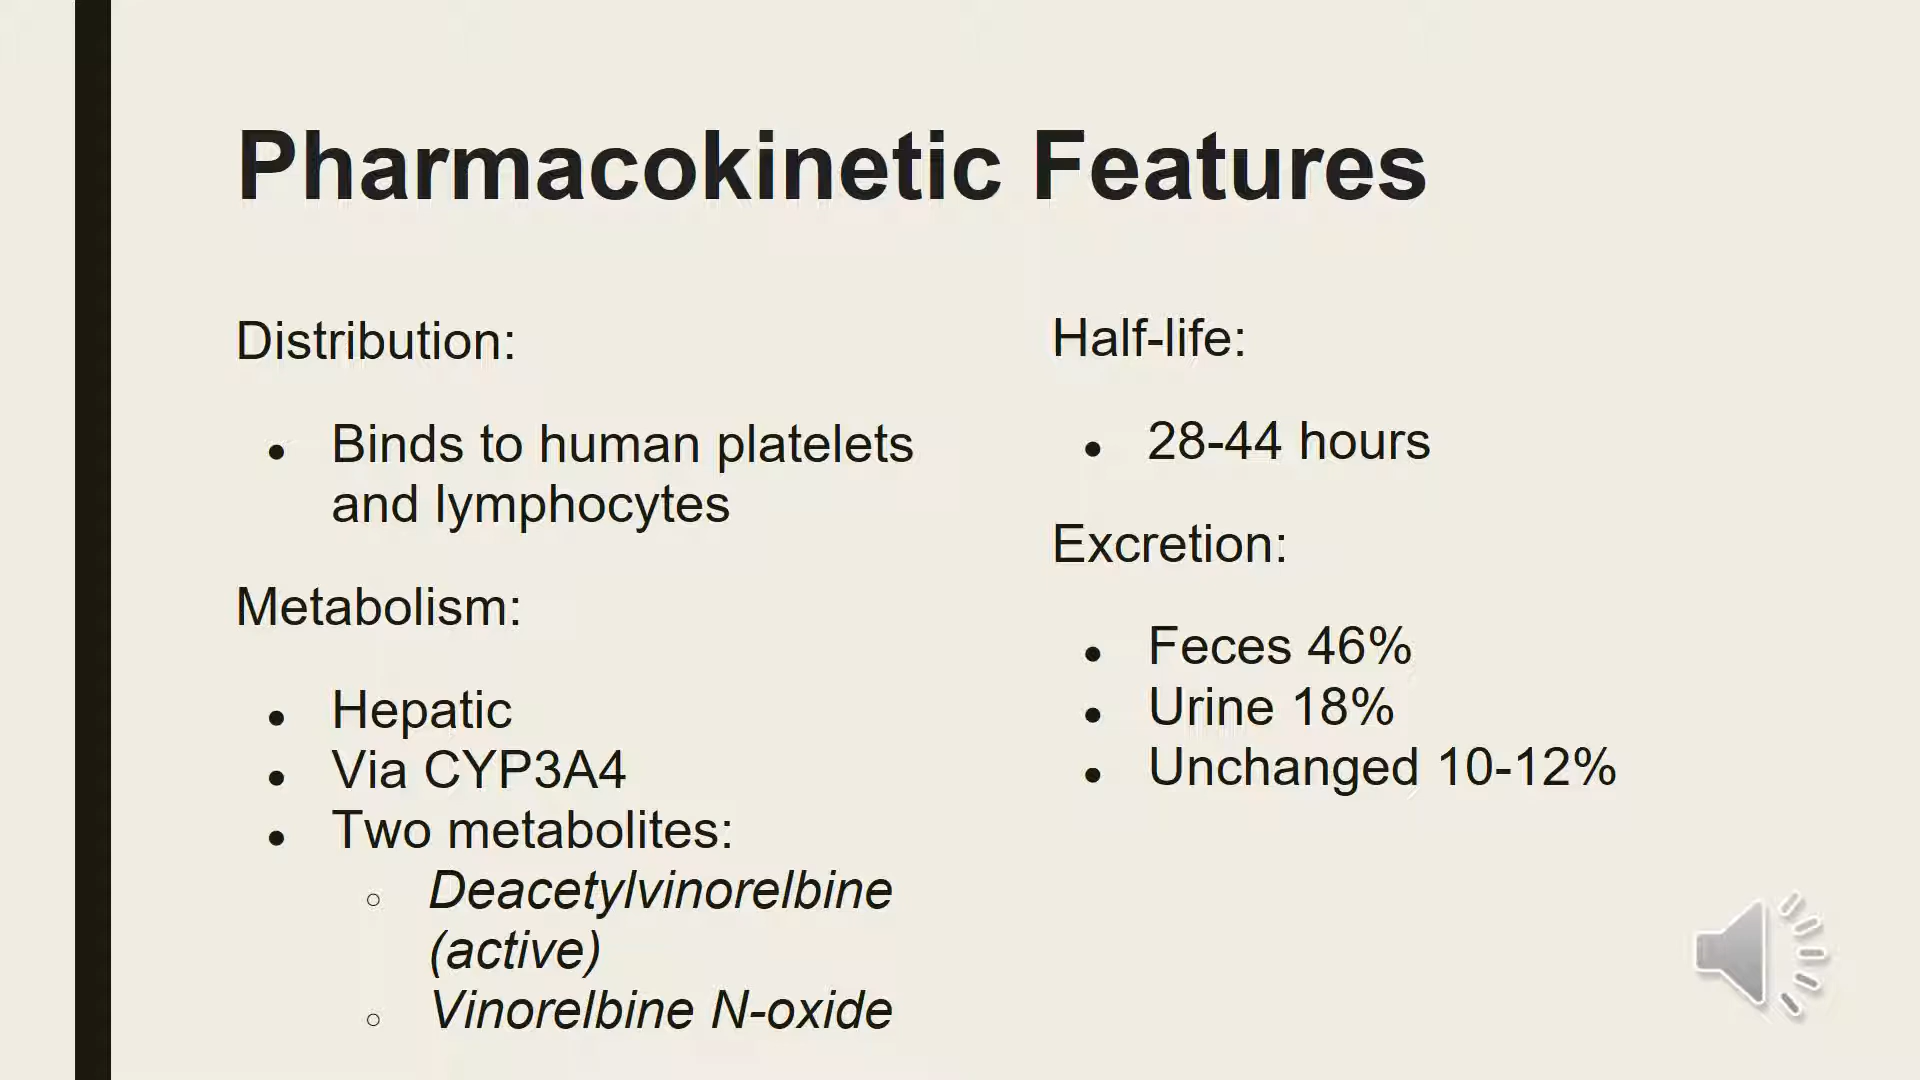 Pharmacokinetic Features
Distribution:
● Binds to human platelets
and lymphocytes
Metabolism:
● Hepatic
● Via CYP3A4
● Two metabolites:
○ Deacetylvinorelbine
(active)
○ Vinorelbine N-oxide
Half-life:
● 28-44 hours
Excretion:
● Feces 46%
● Urine 18%
● Unchanged 10-12%